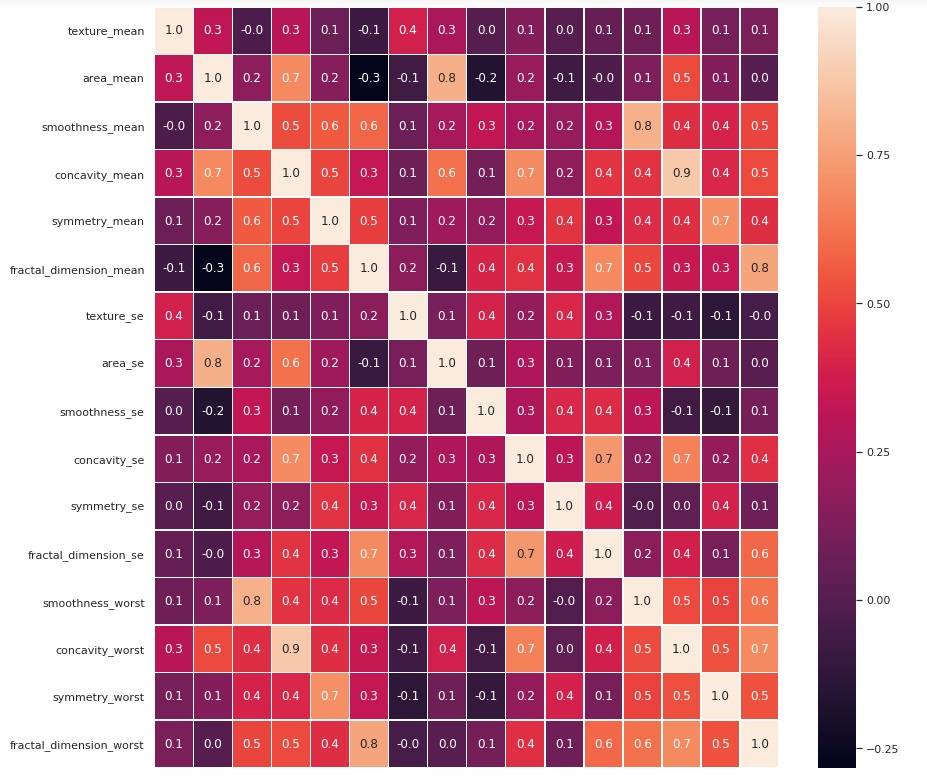 1.00
texture_mean 1.0 0.3 -0.0 0.3 0.1 -0.1 0.4 0.3 0.0 0.1 0.0 0.1 0.1 0.3 0.1 0.1
area_mean 0.3 1.0 0.2 0.7 0.2 -0.3 -0.1 0.8 -0.2 0.2 -0.1 -0.0 0.1 0.5 0.1 0.0
smoothness_mean -0.0 0.2 1.0 0.5 0.6 0.6 0.1 0.2 0.3 0.2 0.2 0.3 0.8 0.4 0.4 0.5
0.75
concavity_mean 0.3 0.7 0.5 1.0 0.5 0.3 0.1 0.6 0.1 0.7 0.2 0.4 0.4 0.9 0.4 0.5
symmetry_mean 0.1 0.2 0.6 0.5 1.0 0.5 0.1 0.2 0.2 0.3 0.4 0.3 0.4 0.4 0.7 0.4
fractal_dimension_mean -0.1 -0.3 0.6 0.3 0.5 1.0 0.2 -0.1 0.4 0.4 0.3 0.7 0.5 0.3 0.3 0.8
0.50
texture_se 0.4 -0.1 0.1 0.1 0.1 0.2 1.0 0.1 0.4 0.2 0.4 0.3 -0.1 -0.1 -0.1 -0.0
area_se 0.3 0.8 0.2 0.6 0.2 -0.1 0.1 1.0 0.1 0.3 0.1 0.1 0.1 0.4 0.1 0.0
smoothness_se 0.0 -0.2 0.3 0.1 0.2 0.4 0.4 0.1 1.0 0.3 0.4 0.4 0.3 -0.1 -0.1 0.1
0.25
concavity_se 0.1 0.2 0.2 0.7 0.3 0.4 0.2 0.3 0.3 1.0 0.3 0.7 0.2 0.7 0.2 0.4
symmetry_se 0.0 -0.1 0.2 0.2 0.4 0.3 0.4 0.1 0.4 0.3 1.0 0.4 -0.0 0.0 0.4 0.1
fractal_dimension_se 0.1 -0.0 0.3 0.4 0.3 0.7 0.3 0.1 0.4 0.7 0.4 1.0 0.2 0.4 0.1 0.6
0.00
smoothness_worst 0.1 0.1 0.8 0.4 0.4 0.5 -0.1 0.1 0.3 0.2 -0.0 0.2 1.0 0.5 0.5 0.6
concavity_worst 0.3 0.5 0.4 0.9 0.4 0.3 -0.1 0.4 -0.1 0.7 0.0 0.4 0.5 1.0 0.5 0.7
symmetry_worst 0.1 0.1 0.4 0.4 0.7 0.3 -0.1 0.1 -0.1 0.2 0.4 0.1 0.5 0.5 1.0 0.5
fractal_dimension_worst 0.1 0.0 0.5 0.5 0.4 0.8 -0.0 0.0 0.1 0.4 0.1 0.6 0.6 0.7 0.5 1.0
−0.25